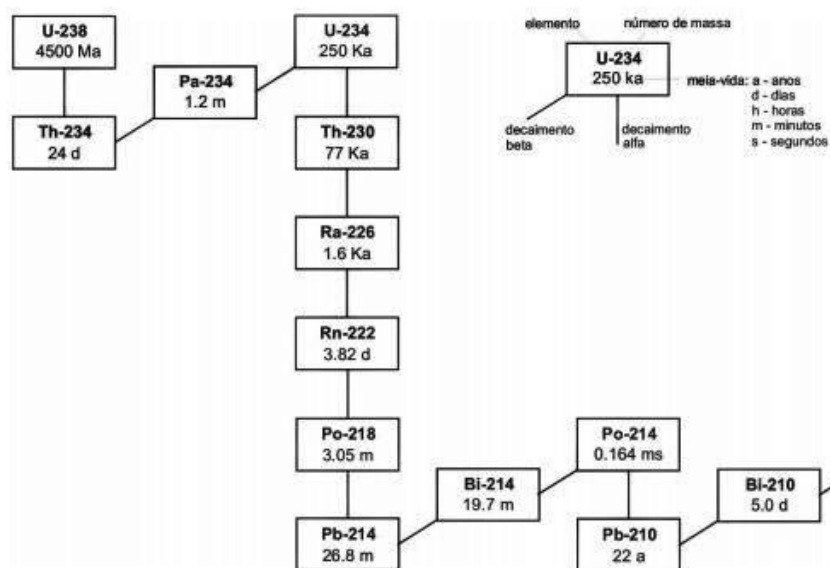 U-238
4500 Ma
Pa-234
1.2 m
U-234
250 Ka
Th-234
24 d
Th-230
77 Ka
Ra-226
1.6 Ka
Rn-222
3.82 d
Po-218
3.05 m
Pb-214
26.8 m
Bi-214
19.7 m
Po-214
0.164 ms
Pb-210
22 a
Bi-210
5.0 d
elemento
número de massa
U-234
250 ka
meia-vida: a - anos
d - dias
h - horas
m - minutos
s - segundos
decaimento
beta
decaimento
alfa